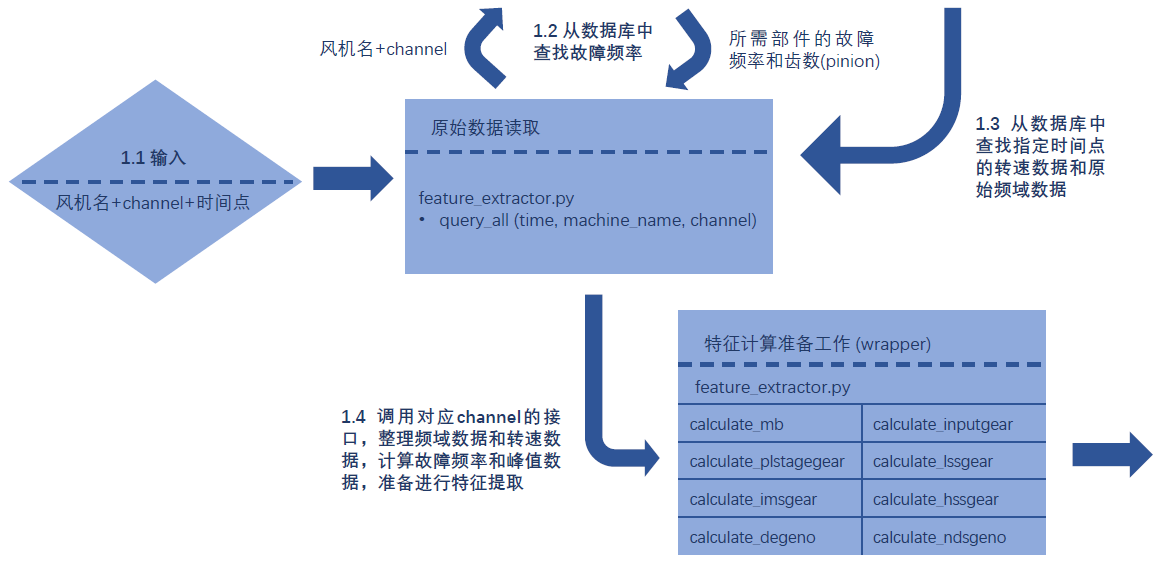 风机名+channel
1.2 从数据库中
查找故障频率
所需部件的故障
频率和齿数(pinion)
1.1 输入
风机名+channel+时间点
原始数据读取
feature_extractor.py
• query_all (time, machine_name, channel)
1.3 从数据库中
查找指定时间点
的转速数据和原
始频域数据
1.4 调用对应channel的接
口，整理频域数据和转速数
据，计算故障频率和峰值数
据，准备进行特征提取
特征计算准备工作 (wrapper)
feature_extractor.py
calculate_mb
calculate_inputgear
calculate_plstagegear
calculate_lssgear
calculate_imsgear
calculate_hssgear
calculate_degeno
calculate_ndsgeno